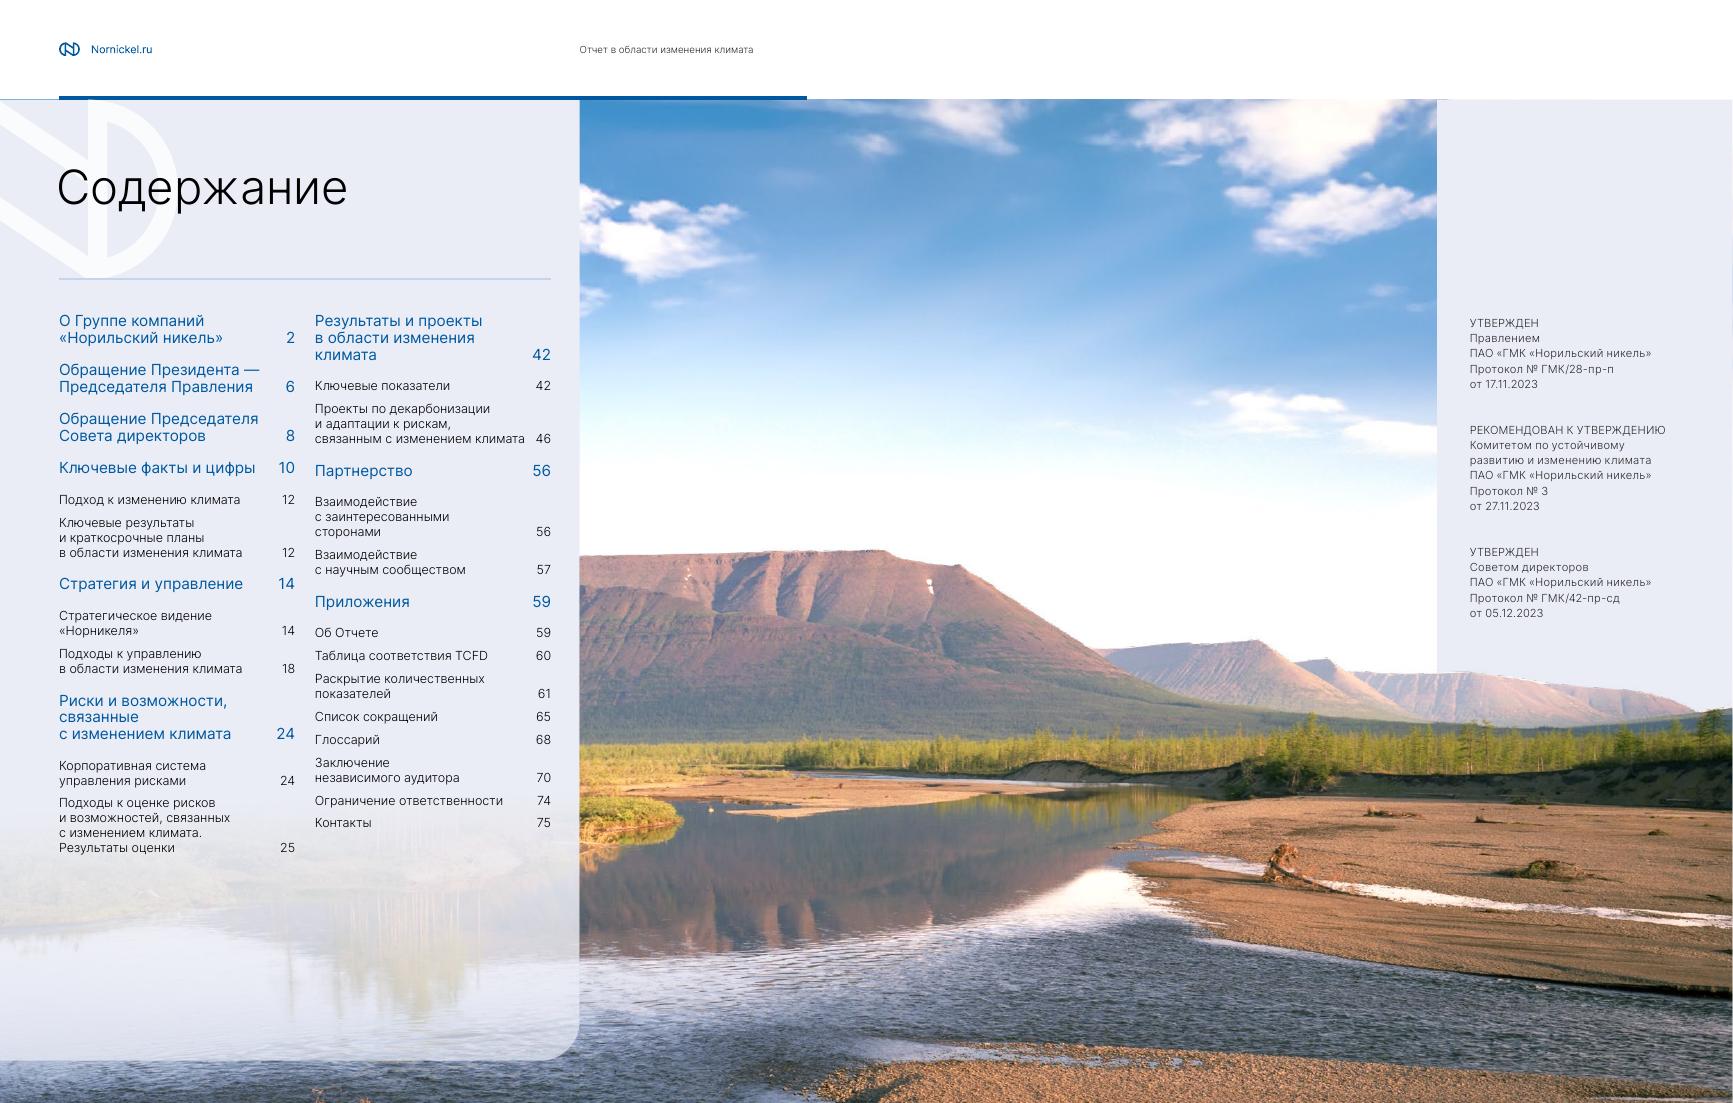 Nornickel.ru
Отчет в области изменения климата
Содержание
О Группе компаний
«Норильский никель» 2
Обращение Президента —
Председателя Правления 6
Обращение Председателя
Совета директоров 8
Ключевые факты и цифры 10
Подход к изменению климата 12
Ключевые результаты
и краткосрочные планы
в области изменения климата 12
Стратегия и управление 14
Стратегическое видение
«Норникеля» 14
Подходы к управлению
в области изменения климата 18
Риски и возможности,
связанные
с изменением климата 24
Корпоративная система
управления рисками 24
Подходы к оценке рисков
и возможностей, связанных
с изменением климата.
Результаты оценки 25
Результаты и проекты
в области изменения
климата 42
Ключевые показатели 42
Проекты по декарбонизации
и адаптации к рискам,
связанным с изменением климата 46
Партнерство 56
Взаимодействие
с заинтересованными
сторонами 56
Взаимодействие
с научным сообществом 57
Приложения 59
Об Отчете 59
Таблица соответствия TCFD 60
Раскрытие количественных
показателей 61
Список сокращений 65
Глоссарий 68
Заключение
независимого аудитора 70
Ограничение ответственности 74
Контакты 75
УТВЕРЖДЕН
Правлением
ПАО «ГМК «Норильский никель»
Протокол № ГМК/28-пр-п
от 17.11.2023
РЕКОМЕНДОВАН К УТВЕРЖДЕНИЮ
Комитетом по устойчивому
развитию и изменению климата
ПАО «ГМК «Норильский никель»
Протокол № 3
от 27.11.2023
УТВЕРЖДЕН
Советом директоров
ПАО «ГМК «Норильский никель»
Протокол № ГМК/42-пр-сд
от 05.12.2023